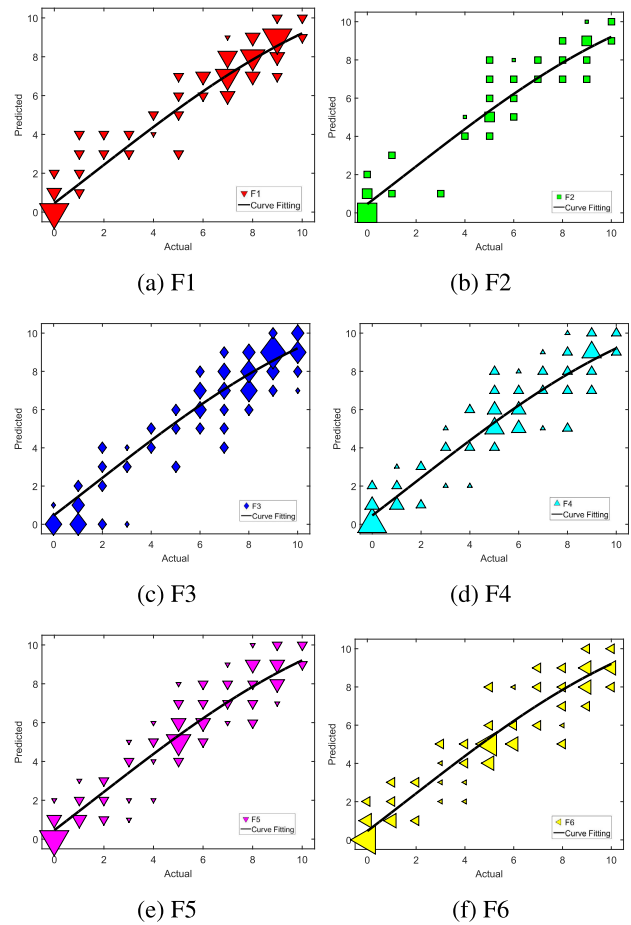 10
8
6
4
2
0
Predicted
F1
Curve Fitting
0 2 4 6 8 10
Actual
(a) F1
10
8
6
4
2
0
Predicted
F2
Curve Fitting
0 2 4 6 8 10
Actual
(b) F2
10
8
6
4
2
0
Predicted
F3
Curve Fitting
0 2 4 6 8 10
Actual
(c) F3
10
8
6
4
2
0
Predicted
F4
Curve Fitting
0 2 4 6 8 10
Actual
(d) F4
10
8
6
4
2
0
Predicted
F5
Curve Fitting
0 2 4 6 8 10
Actual
(e) F5
10
8
6
4
2
0
Predicted
F6
Curve Fitting
0 2 4 6 8 10
Actual
(f) F6